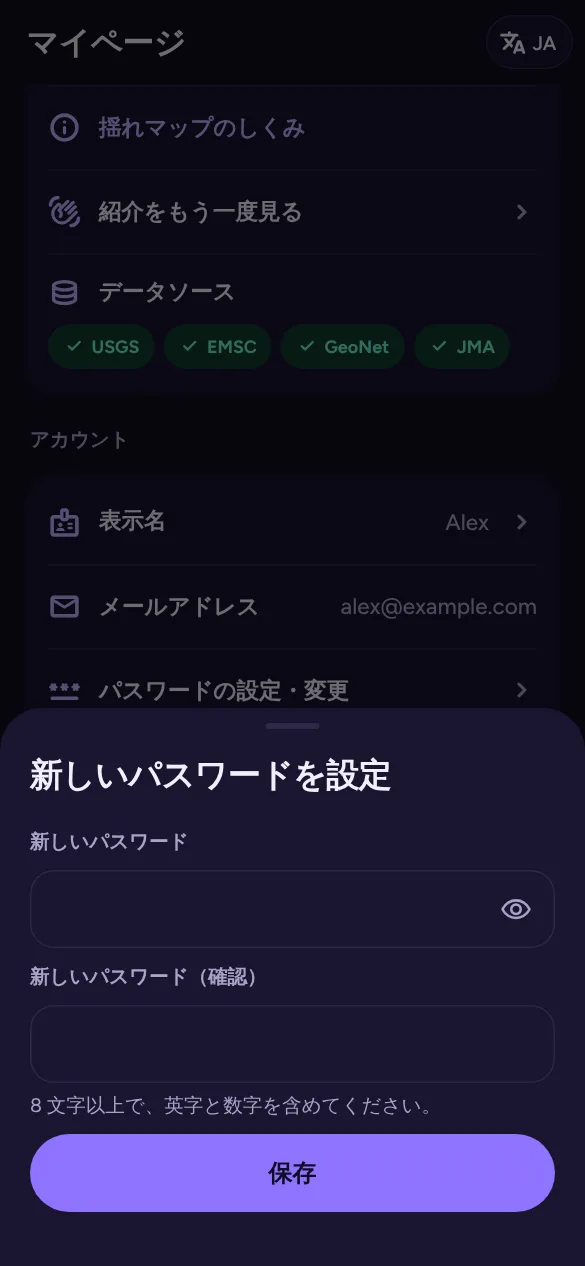 マイページ
JA
揺れマップのしくみ
紹介をもう一度見る
データソース
USGS EMSC GeoNet JMA
アカウント
表示名 Alex
メールアドレス alex@example.com
パスワードの設定・変更
新しいパスワードを設定
新しいパスワード
新しいパスワード（確認）
8 文字以上で、英字と数字を含めてください。
保存